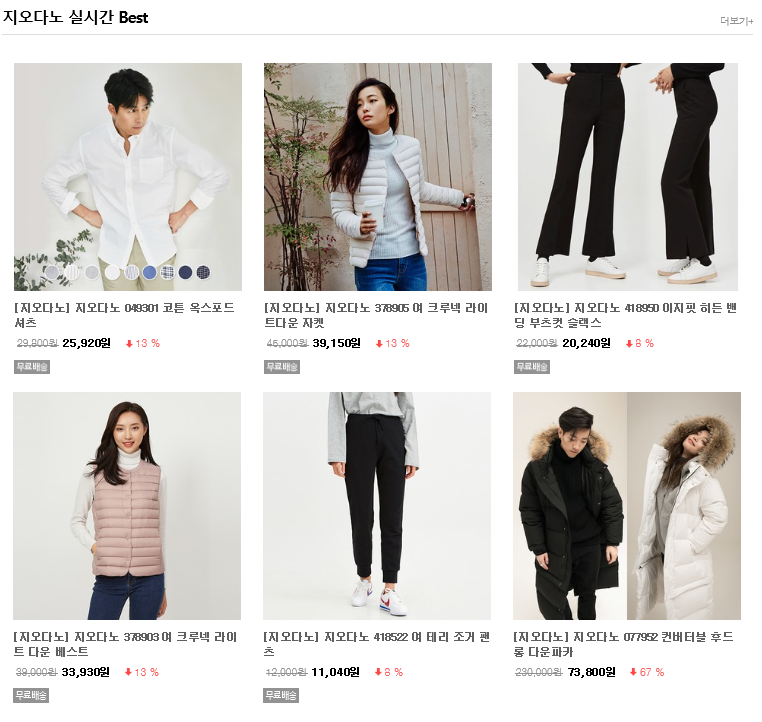 지오다노 실시간 Best
더보기+
[지오다노] 지오다노 049301 코튼 옥스포드
셔츠
29,800원 25,920원 13 %
무료배송
[지오다노] 지오다노 378905 여 크루넥 라이
트다운 자켓
45,000원 39,150원 13 %
무료배송
[지오다노] 지오다노 418950 이지핏 히든 밴
딩 부츠컷 슬랙스
22,000원 20,240원 8 %
무료배송
[지오다노] 지오다노 378903 여 크루넥 라이
트 다운 베스트
39,000원 33,930원 13 %
무료배송
[지오다노] 지오다노 418522 여 테리 조거 팬
츠
12,000원 11,040원 8 %
무료배송
[지오다노] 지오다노 077952 컨버터블 후드
롱 다운파카
230,000원 73,800원 67 %